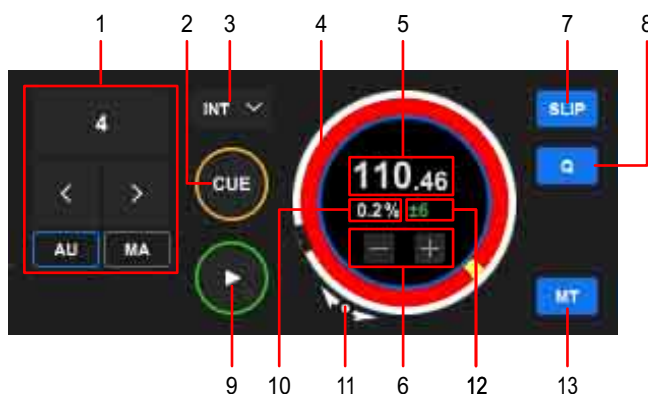 1 2 3 4 5 7 8
4
INT
SLIP
CUE
110.46
Q
0.2% ±6
− +
AU MA
MT
9 10 11 6 12 13